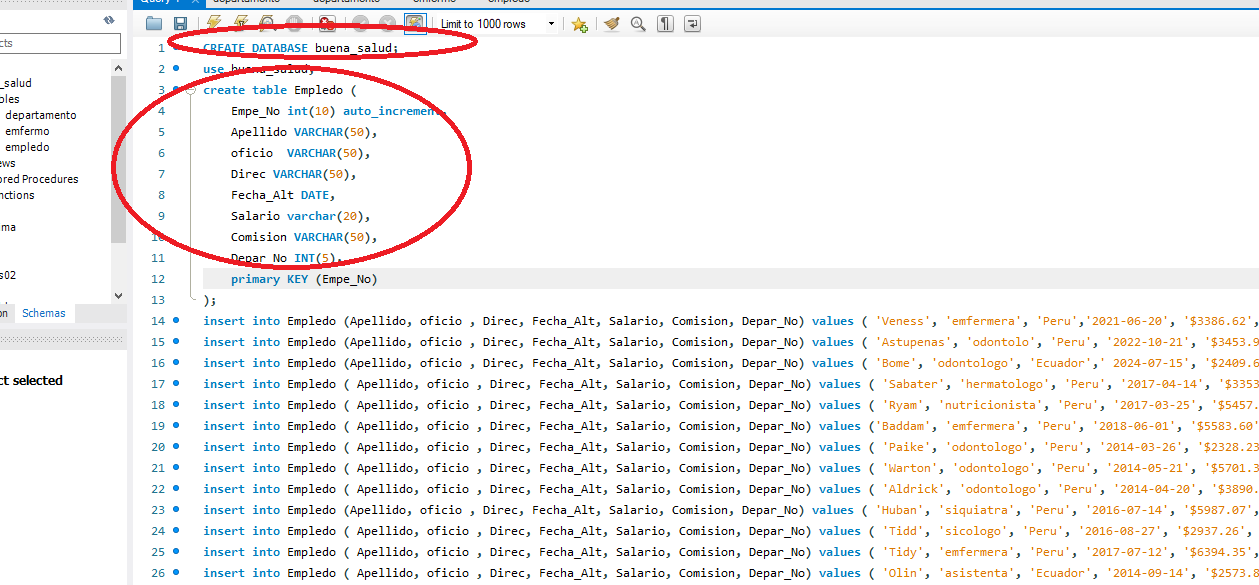 Limit to 1000 rows
cts
1 CREATE DATABASE buena_salud;
_salud
2 use buena_salud;
3 create table Empledo (
departamento
4 Empe_No int(10) auto_increment,
emfermo
5 Apellido VARCHAR(50),
empledo
6 oficio VARCHAR(50),
ews
7 Direc VARCHAR(50),
ored Procedures
8 Fecha_Alt DATE,
nctions
9 Salario varchar(20),
ma
10 Comision VARCHAR(50),
11 Depar_No INT(5),
s02
12 primary KEY (Empe_No)
13 );
on Schemas
14 insert into Empledo (Apellido, oficio , Direc, Fecha_Alt, Salario, Comision, Depar_No) values ( 'Veness', 'emfermera', 'Peru','2021-06-20', '$3386.62',
15 insert into Empledo (Apellido, oficio , Direc, Fecha_Alt, Salario, Comision, Depar_No) values ( 'Astupenas', 'odontolo', 'Peru', '2022-10-21', '$3453.9
16 insert into Empledo (Apellido, oficio , Direc, Fecha_Alt, Salario, Comision, Depar_No) values ( 'Bome', 'odontologo', 'Ecuador', '2024-07-15', '$2409.6
ct selected
17 insert into Empledo ( Apellido, oficio , Direc, Fecha_Alt, Salario, Comision, Depar_No) values ( 'Sabater', 'hermatologo', 'Peru', '2017-04-14', '$3353
18 insert into Empledo ( Apellido, oficio , Direc, Fecha_Alt, Salario, Comision, Depar_No) values ( 'Ryam', 'nutricionista', 'Peru', '2017-03-25', '$5457.
19 insert into Empledo ( Apellido, oficio , Direc, Fecha_Alt, Salario, Comision, Depar_No) values ('Baddam', 'emfermera', 'Peru', '2018-06-01', '$5583.60'
20 insert into Empledo ( Apellido, oficio , Direc, Fecha_Alt, Salario, Comision, Depar_No) values ( 'Paike', 'odontologo', 'Peru', '2014-03-26', '$2328.23
21 insert into Empledo ( Apellido, oficio , Direc, Fecha_Alt, Salario, Comision, Depar_No) values ( 'Warton', 'odontologo', 'Peru', '2014-05-21', '$5701.3
22 insert into Empledo ( Apellido, oficio , Direc, Fecha_Alt, Salario, Comision, Depar_No) values ( 'Aldrick', 'odontologo', 'Peru', '2014-04-20', '$3890.
23 insert into Empledo (Apellido, oficio , Direc, Fecha_Alt, Salario, Comision, Depar_No) values ( 'Huban', 'siquiatra', 'Peru', '2016-07-14', '$5987.07',
24 insert into Empledo ( Apellido, oficio , Direc, Fecha_Alt, Salario, Comision, Depar_No) values ( 'Tidd', 'sicologo', 'Peru', '2016-08-27', '$2937.26',
25 insert into Empledo ( Apellido, oficio , Direc, Fecha_Alt, Salario, Comision, Depar_No) values ( 'Tidy', 'emfermera', 'Peru', '2017-07-12', '$6394.35',
26 insert into Empledo ( Apellido, oficio , Direc, Fecha_Alt, Salario, Comision, Depar_No) values ( 'Olin', 'asistenta', 'Ecuador', '2014-09-14', '$2573.6